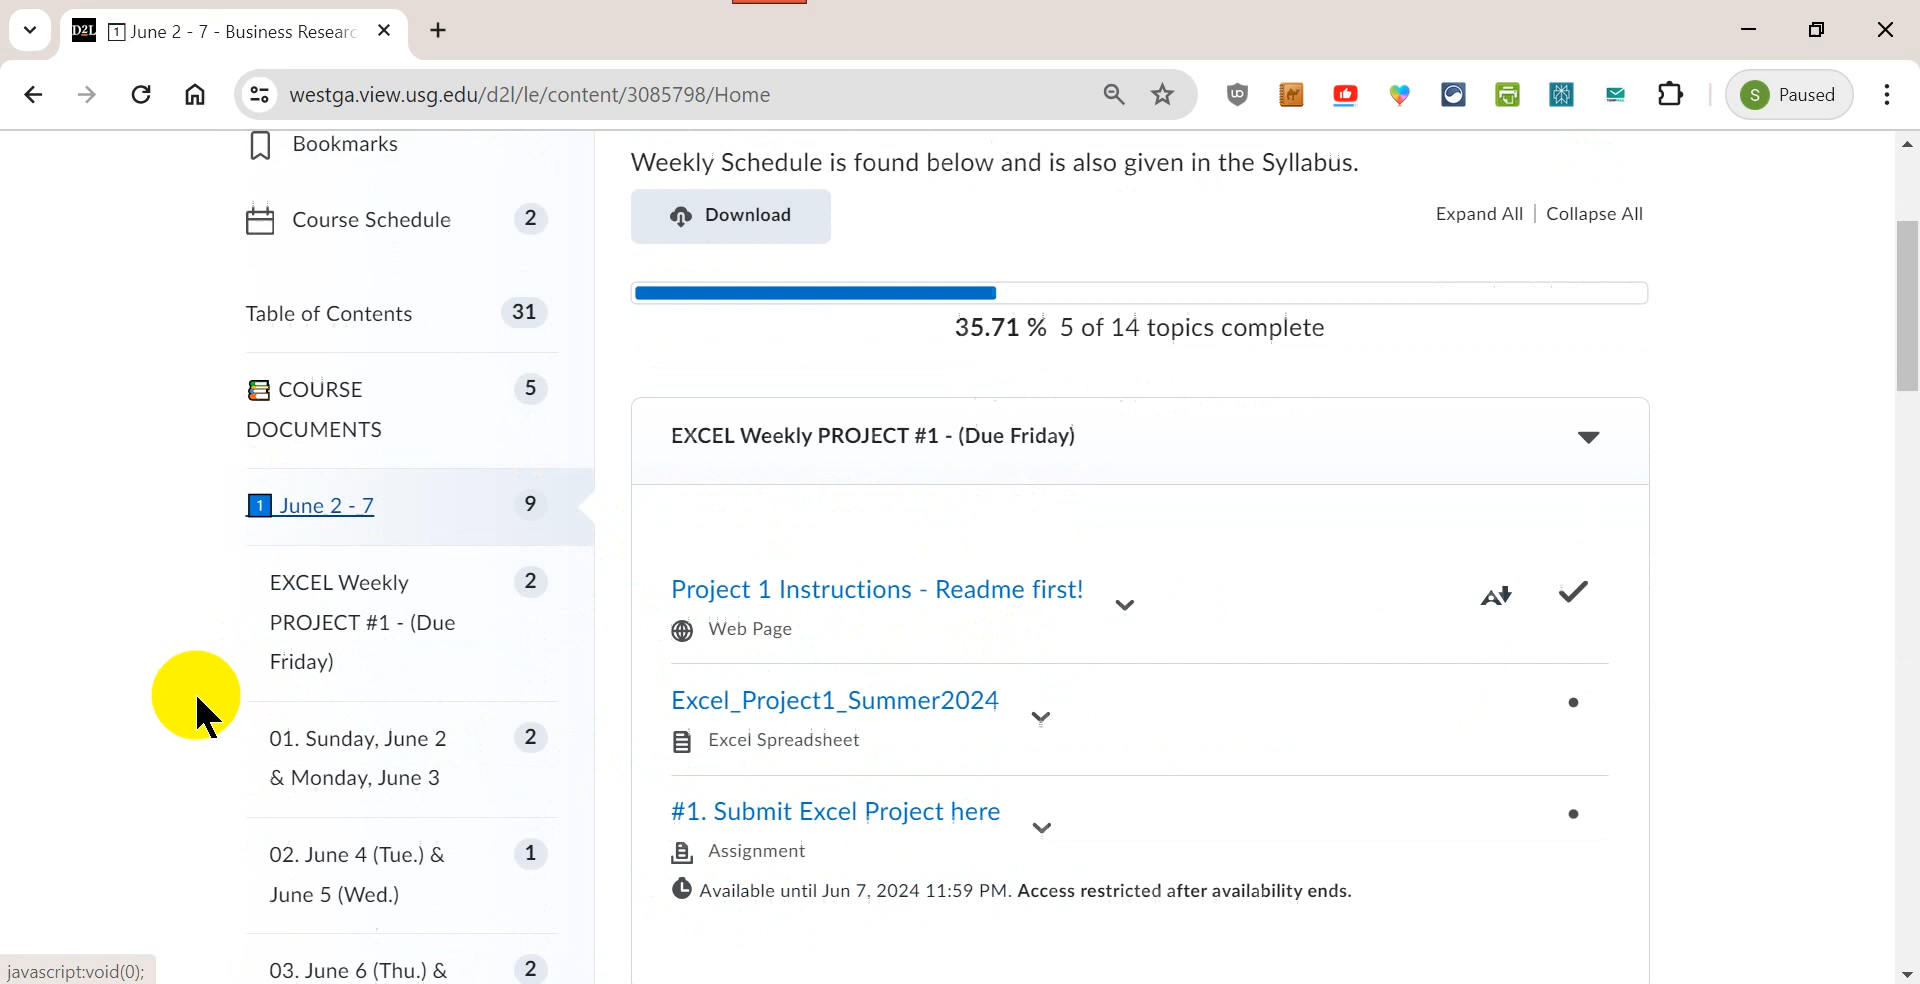 D2L
1 June 2 - 7 - Business Researc
westga.view.usg.edu/d2l/le/content/3085798/Home
S Paused
Bookmarks
Course Schedule 2
Table of Contents 31
COURSE DOCUMENTS 5
1 June 2 - 7 9
EXCEL Weekly 2
PROJECT #1 - (Due
Friday)
01. Sunday, June 2 2
& Monday, June 3
02. June 4 (Tue.) & 1
June 5 (Wed.)
03. June 6 (Thu.) & 2
javascript:void(0);
Weekly Schedule is found below and is also given in the Syllabus.
Download
Expand All | Collapse All
35.71 % 5 of 14 topics complete
EXCEL Weekly PROJECT #1 - (Due Friday)
Project 1 Instructions - Readme first!
Web Page
Excel_Project1_Summer2024
Excel Spreadsheet
#1. Submit Excel Project here
Assignment
Available until Jun 7, 2024 11:59 PM. Access restricted after availability ends.